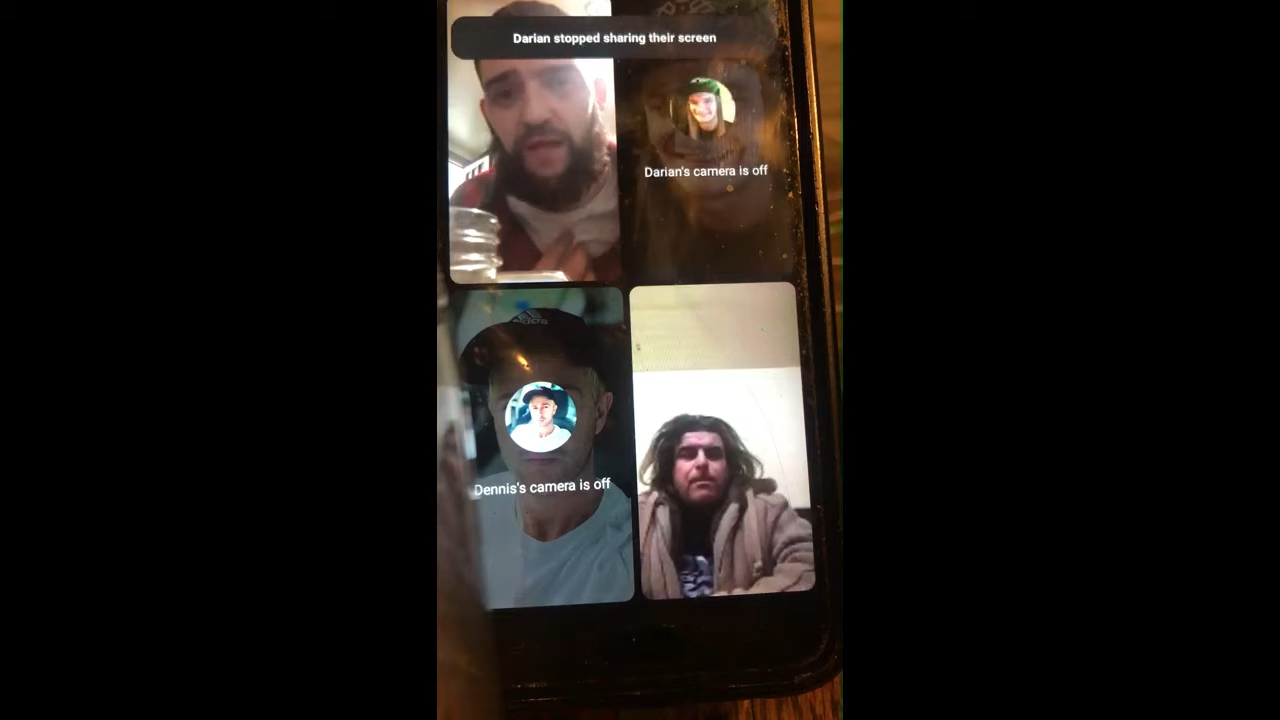 Darian stopped sharing their screen
Darian's camera is off
Dennis's camera is off